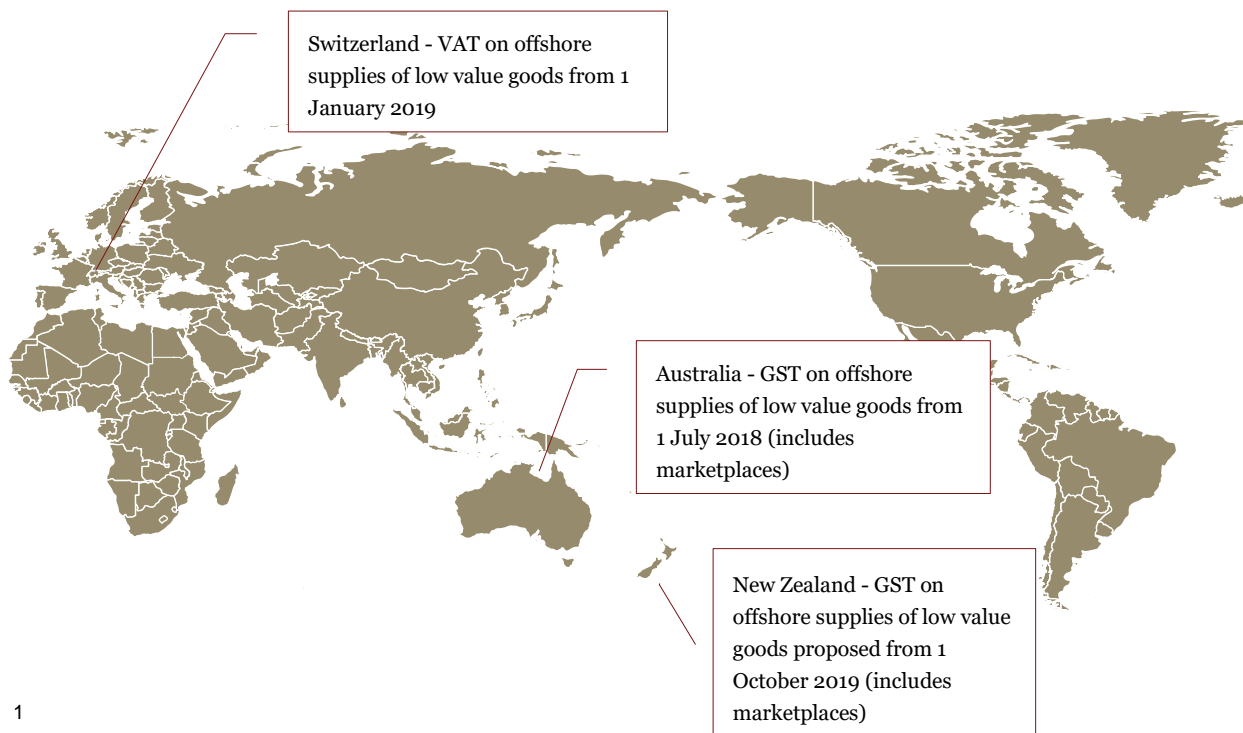 Switzerland - VAT on offshore
supplies of low value goods from 1
January 2019
Australia - GST on offshore
supplies of low value goods from
1 July 2018 (includes
marketplaces)
New Zealand - GST on
offshore supplies of low value
goods proposed from 1
October 2019 (includes
marketplaces)
1